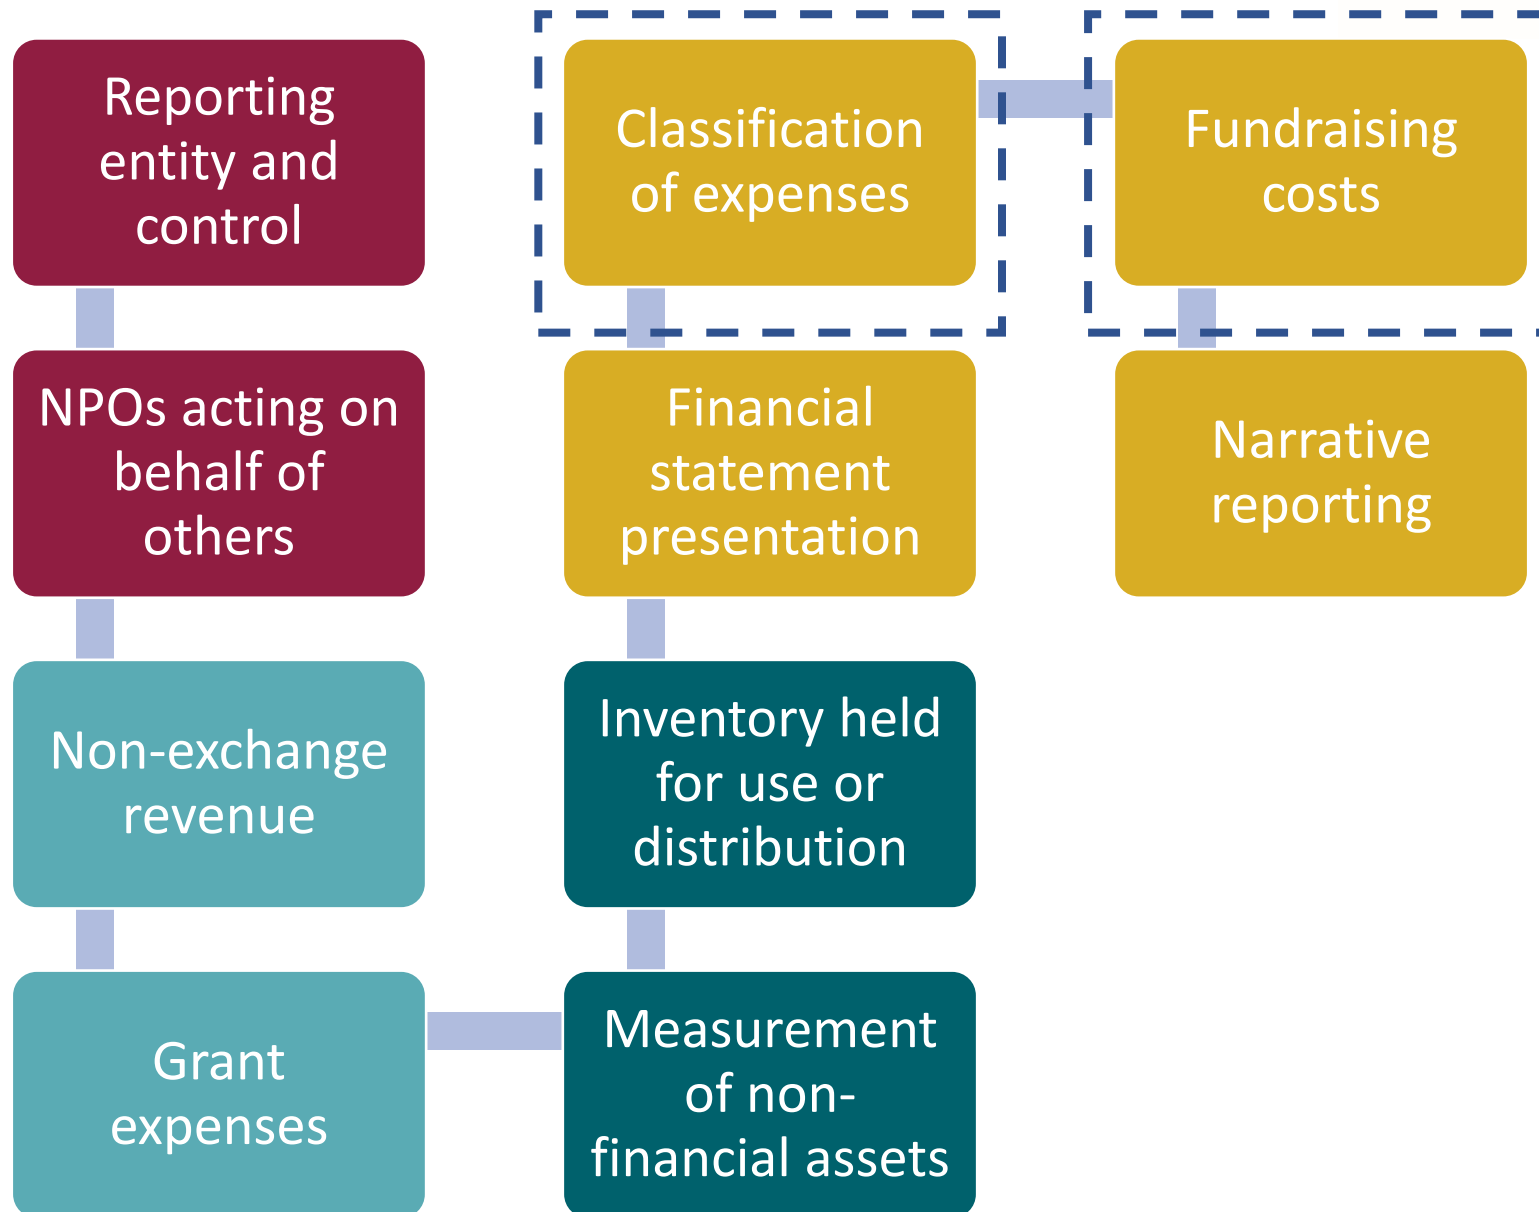 Reporting
entity and
control
NPOs acting on
behalf of
others
Non-exchange
revenue
Grant
expenses
Measurement
of non-
financial assets
Inventory held
for use or
distribution
Financial
statement
presentation
Classification
of expenses
Fundraising
costs
Narrative
reporting